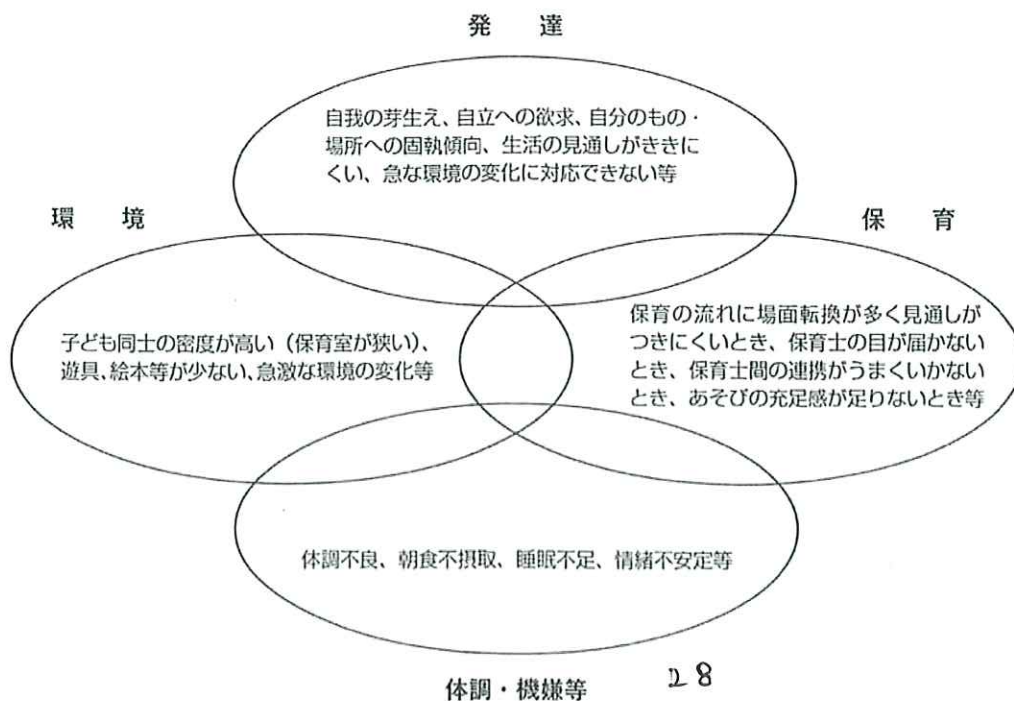 発　達
自我の芽生え、自立への欲求、自分のもの・
場所への固執傾向、生活の見通しがききに
くい、急な環境の変化に対応できない等
環　境
子ども同士の密度が高い（保育室が狭い）、
遊具、絵本等が少ない、急激な環境の変化等
保　育
保育の流れに場面転換が多く見通しが
つきにくいとき、保育士の目が届かない
とき、保育士間の連携がうまくいかない
とき、あそびの充足感が足りないとき等
体調不良、朝食不摂取、睡眠不足、情緒不安定等
体調・機嫌等
28